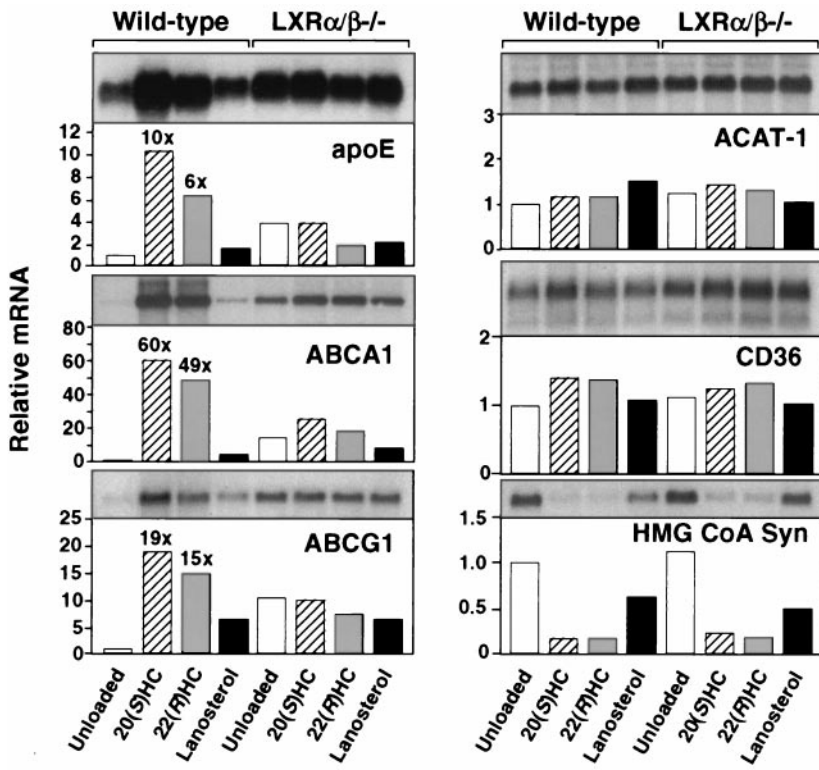 Wild-type LXRα/β-/-
apoE
12
10
8
6
4
2
0
10x
6x
ABCA1
80
60
40
20
0
60x
49x
ABCG1
25
20
15
10
5
0
19x
15x
Relative mRNA
Unloaded
20(S)HC
22(R)HC
Lanosterol
Unloaded
20(S)HC
22(R)HC
Lanosterol
Wild-type LXRα/β-/-
ACAT-1
3
2
1
0
CD36
2
1
0
HMG CoA Syn
1.5
1.0
0.5
0
Unloaded
20(S)HC
22(R)HC
Lanosterol
Unloaded
20(S)HC
22(R)HC
Lanosterol